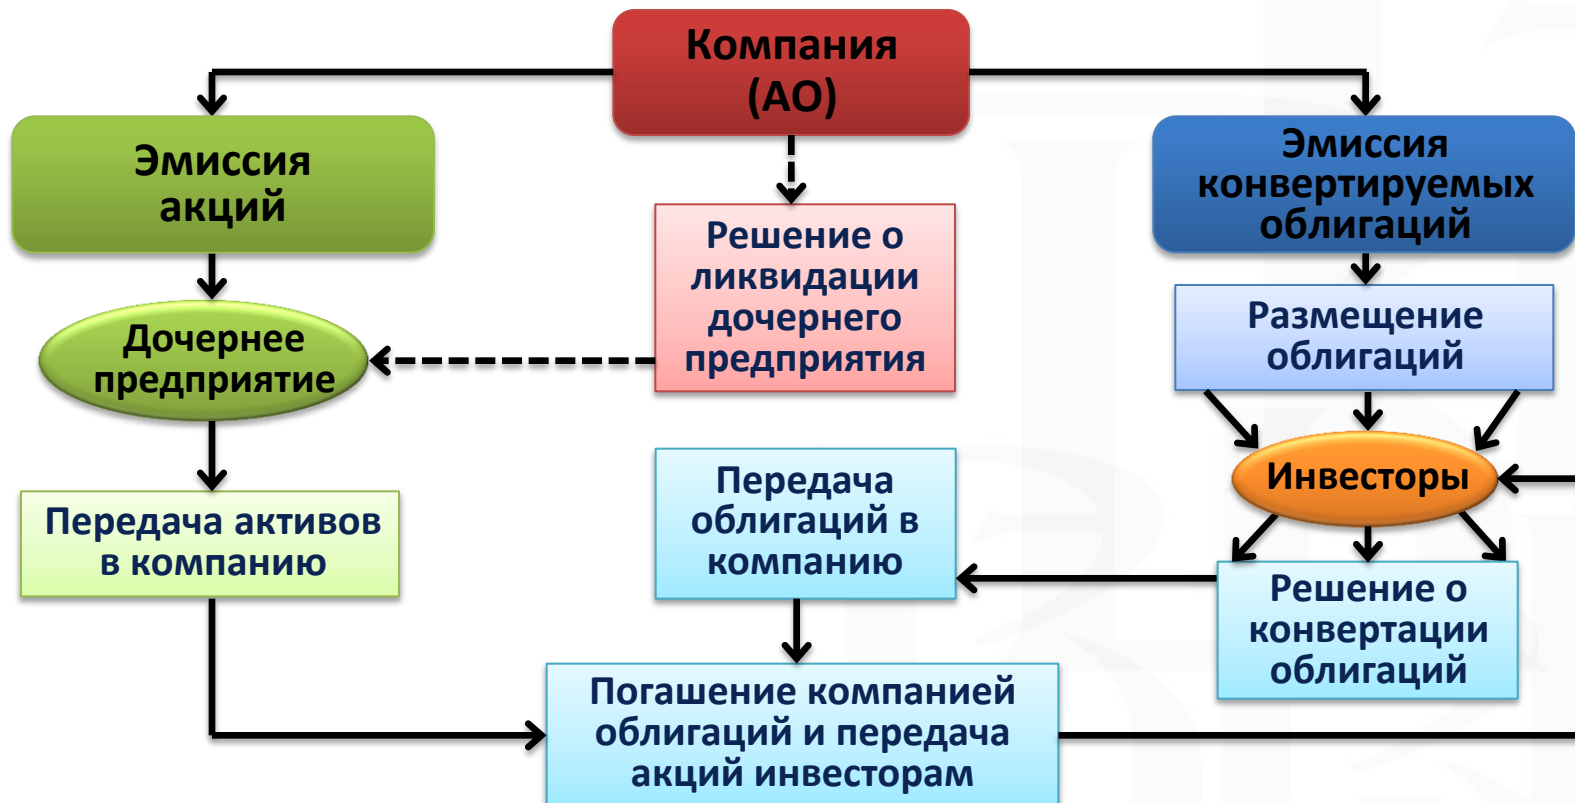 Компания
(АО)
Эмиссия
акций
Эмиссия
конвертируемых
облигаций
Решение о
ликвидации
дочернего
предприятия
Дочернее
предприятие
Размещение
облигаций
Инвесторы
Передача активов
в компанию
Передача
облигаций в
компанию
Решение о
конвертации
облигаций
Погашение компанией
облигаций и передача
акций инвесторам